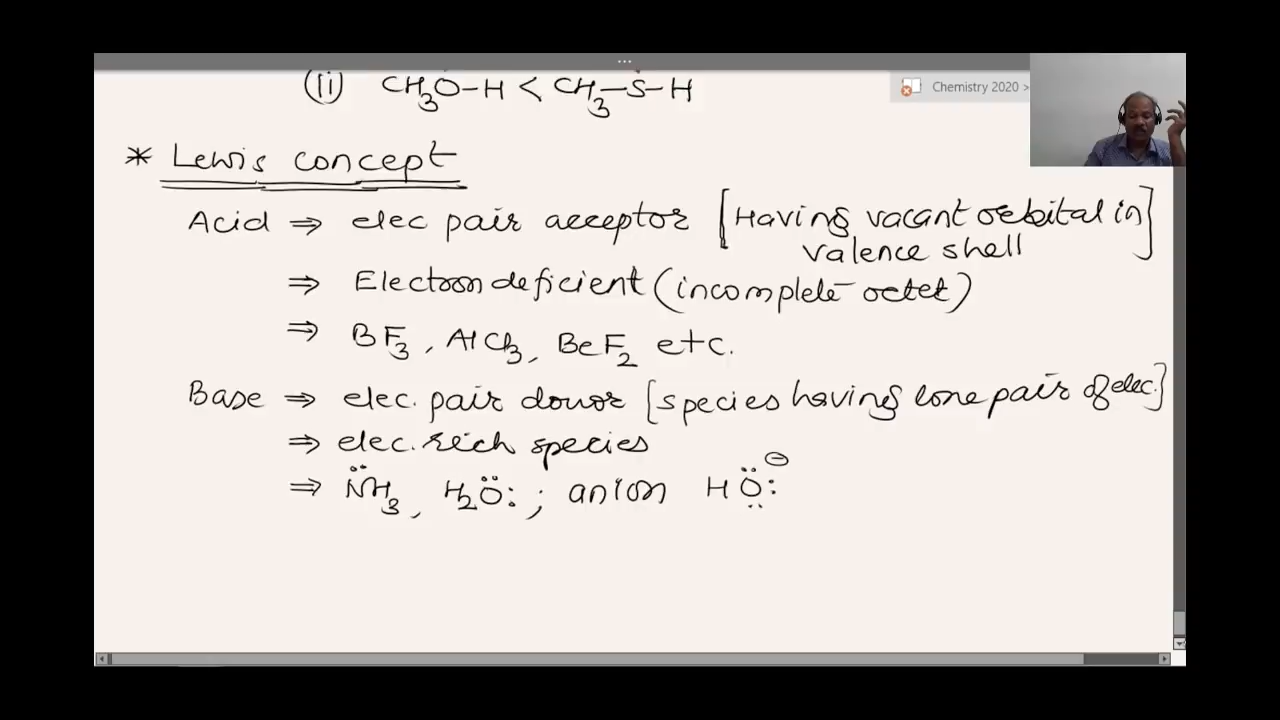 (ii) CH₃O-H < CH₃-S-H
Chemistry 2020 >
* Lewis concept
Acid ⇒ elec pair acceptor [Having vacant orbital in
valence shell]
⇒ Electron deficient (incomplete octet)
⇒ BF₃, AlCl₃, BeF₂ etc.
Base ⇒ elec. pair donor [species having lone pair of elec.]
⇒ elec. rich species
⇒ N̈H₃, H₂Ö: ; anion HÖ:⊖